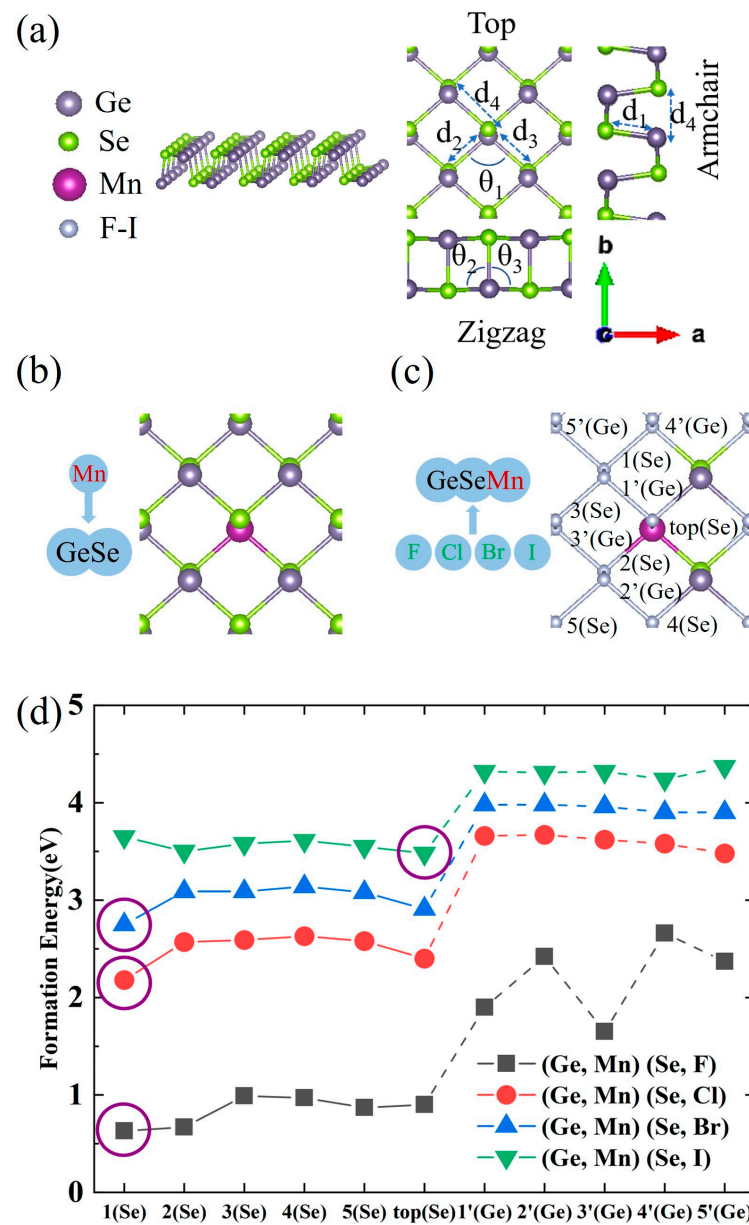 (a)
Ge
Se
Mn
F-I
Top
d4
d2
d3
θ1
d1
d4
Armchair
θ2
θ3
Zigzag
b
c
a
(b)
Mn
GeSe
(c)
GeSeMn
F Cl Br I
5’(Ge) 4’(Ge)
1(Se)
1’(Ge)
3(Se)
top(Se)
3’(Ge)
2(Se)
2’(Ge)
5(Se) 4(Se)
(d)
Formation Energy(eV)
5
4
3
2
1
0
(Ge, Mn) (Se, F)
(Ge, Mn) (Se, Cl)
(Ge, Mn) (Se, Br)
(Ge, Mn) (Se, I)
1(Se) 2(Se) 3(Se) 4(Se) 5(Se) top(Se) 1'(Ge) 2'(Ge) 3'(Ge) 4'(Ge) 5'(Ge)